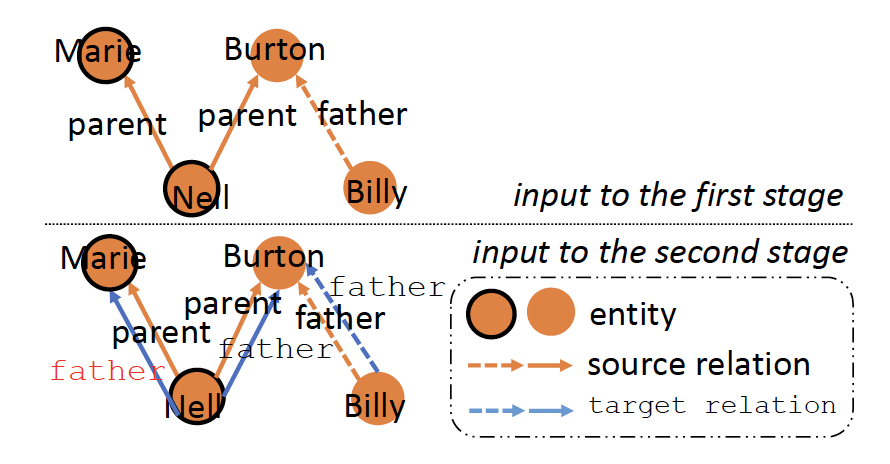 Marie
Burton
parent
parent
father
Nell
Billy
input to the first stage
input to the second stage
Marie
Burton
father
parent
father
parent
father
father
Nell
Billy
entity
source relation
target relation